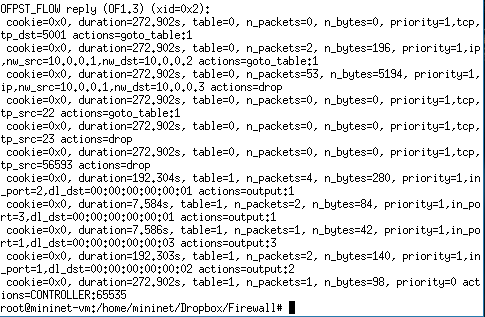 OFPST_FLOW reply (OF1.3) (xid=0x2):
 cookie=0x0, duration=272.902s, table=0, n_packets=0, n_bytes=0, priority=1,tcp,
tp_dst=5001 actions=goto_table:1
 cookie=0x0, duration=272.902s, table=0, n_packets=2, n_bytes=196, priority=1,ip
,nw_src=10.0.0.1,nw_dst=10.0.0.2 actions=goto_table:1
 cookie=0x0, duration=272.902s, table=0, n_packets=53, n_bytes=5194, priority=1,
ip,nw_src=10.0.0.1,nw_dst=10.0.0.3 actions=drop
 cookie=0x0, duration=272.902s, table=0, n_packets=0, n_bytes=0, priority=1,tcp,
tp_src=22 actions=goto_table:1
 cookie=0x0, duration=272.902s, table=0, n_packets=0, n_bytes=0, priority=1,tcp,
tp_src=23 actions=drop
 cookie=0x0, duration=272.902s, table=0, n_packets=0, n_bytes=0, priority=1,tcp,
tp_src=56593 actions=drop
 cookie=0x0, duration=192.304s, table=1, n_packets=4, n_bytes=280, priority=1,in
_port=2,dl_dst=00:00:00:00:00:01 actions=output:1
 cookie=0x0, duration=7.584s, table=1, n_packets=2, n_bytes=84, priority=1,in_po
rt=3,dl_dst=00:00:00:00:00:01 actions=output:1
 cookie=0x0, duration=7.586s, table=1, n_packets=1, n_bytes=42, priority=1,in_po
rt=1,dl_dst=00:00:00:00:00:03 actions=output:3
 cookie=0x0, duration=192.303s, table=1, n_packets=2, n_bytes=140, priority=1,in
_port=1,dl_dst=00:00:00:00:00:02 actions=output:2
 cookie=0x0, duration=272.902s, table=1, n_packets=1, n_bytes=98, priority=0 act
ions=CONTROLLER:65535
root@mininet-vm:/home/mininet/Dropbox/Firewall#